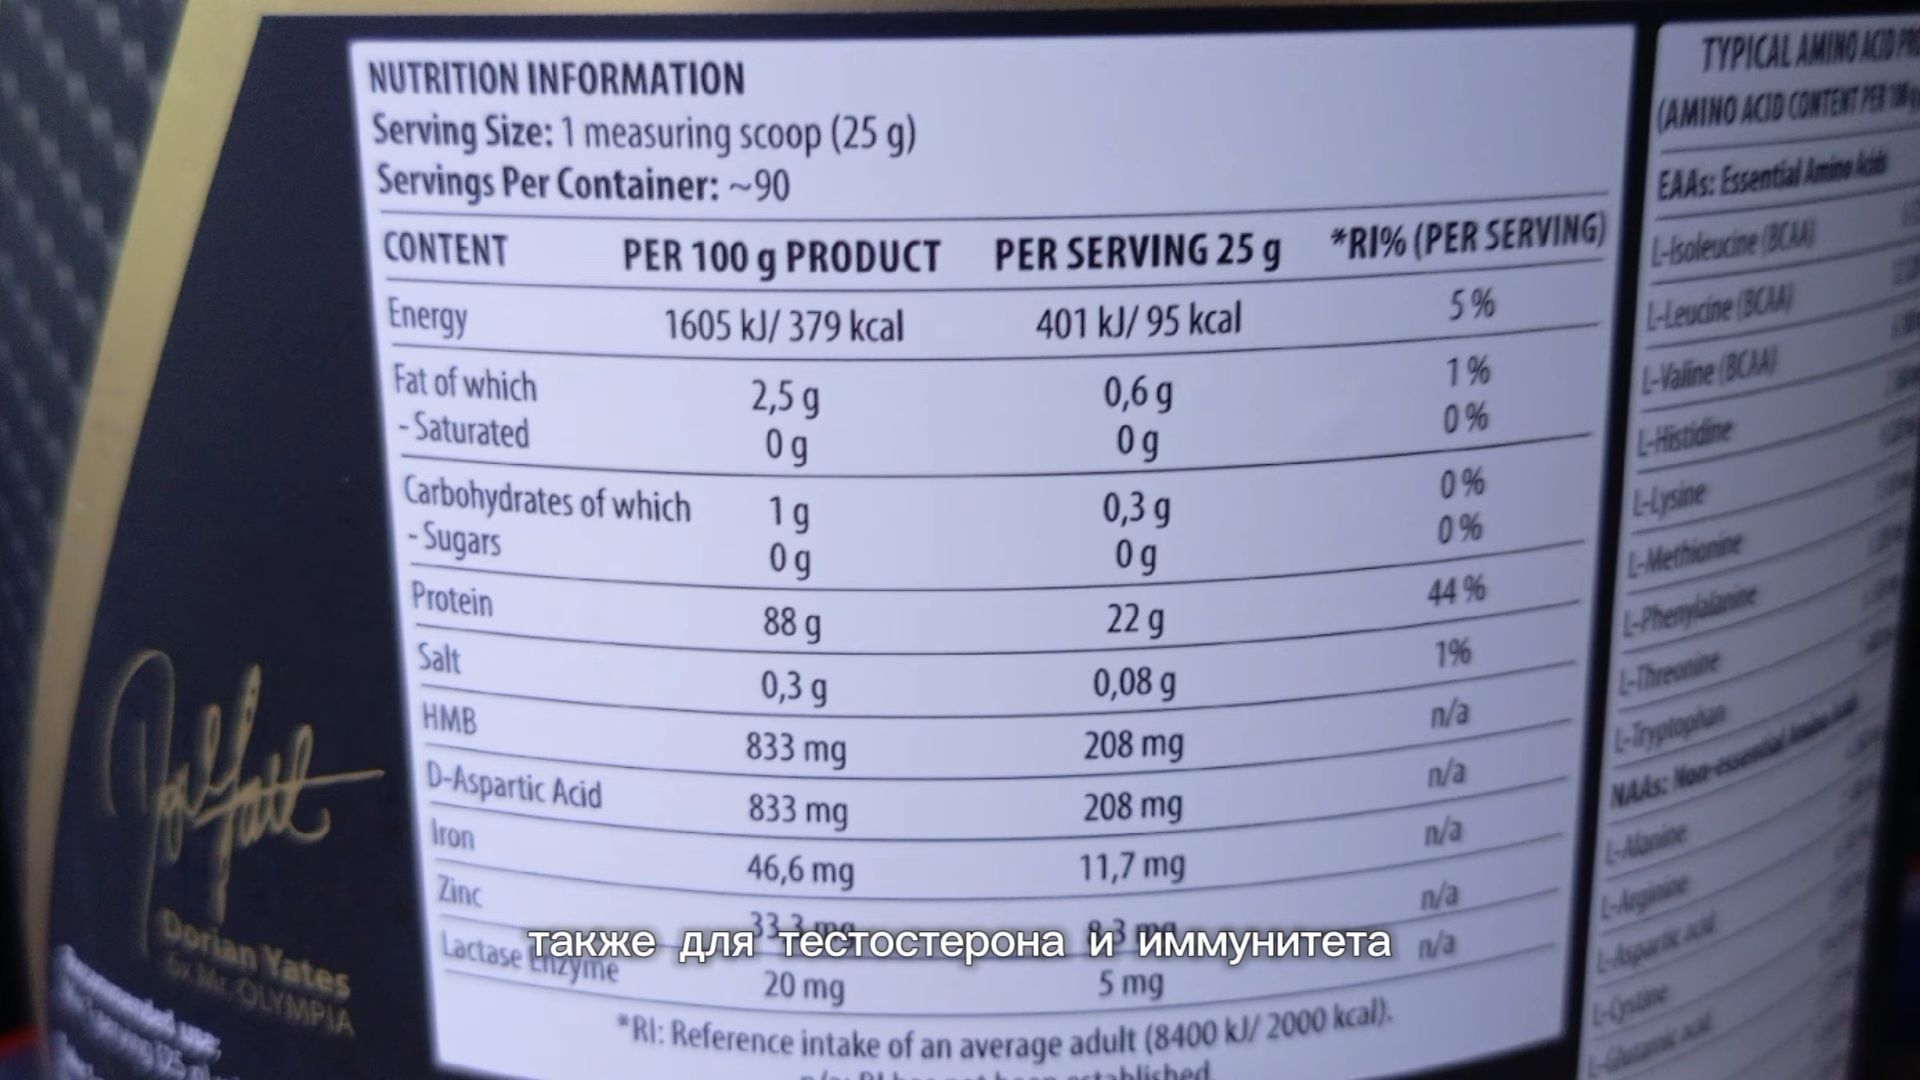 NUTRITION INFORMATION
Serving Size: 1 measuring scoop (25 g)
Servings Per Container: ~90
CONTENT PER 100 g PRODUCT PER SERVING 25 g *RI% (PER SERVING)
Energy 1605 kJ/ 379 kcal 401 kJ/ 95 kcal 5 %
Fat of which 2,5 g 0,6 g 1 %
- Saturated 0 g 0 g 0 %
Carbohydrates of which 1 g 0,3 g 0 %
- Sugars 0 g 0 g 0 %
Protein 88 g 22 g 44 %
Salt 0,3 g 0,08 g 1%
HMB 833 mg 208 mg n/a
D-Aspartic Acid 833 mg 208 mg n/a
Iron 46,6 mg 11,7 mg n/a
Zinc 33,3 mg 8,3 mg n/a
Lactase Enzyme 20 mg 5 mg n/a
*RI: Reference intake of an average adult (8400 kJ/ 2000 kcal).
также для тестостерона и иммунитета
TYPICAL AMINO ACID
(AMINO ACID CONTENT PER
EAAs: Essential Amino Acids
L-Isoleucine (BCAA)
L-Leucine (BCAA)
L-Valine (BCAA)
L-Histidine
L-Lysine
L-Methionine
L-Phenylalanine
L-Threonine
L-Tryptophan
NAAs: Non-essential Amino Acids
L-Alanine
L-Arginine
L-Aspartic acid
L-Cystine
L-Glutamic acid
Dorian Yates
6x Mr. OLYMPIA